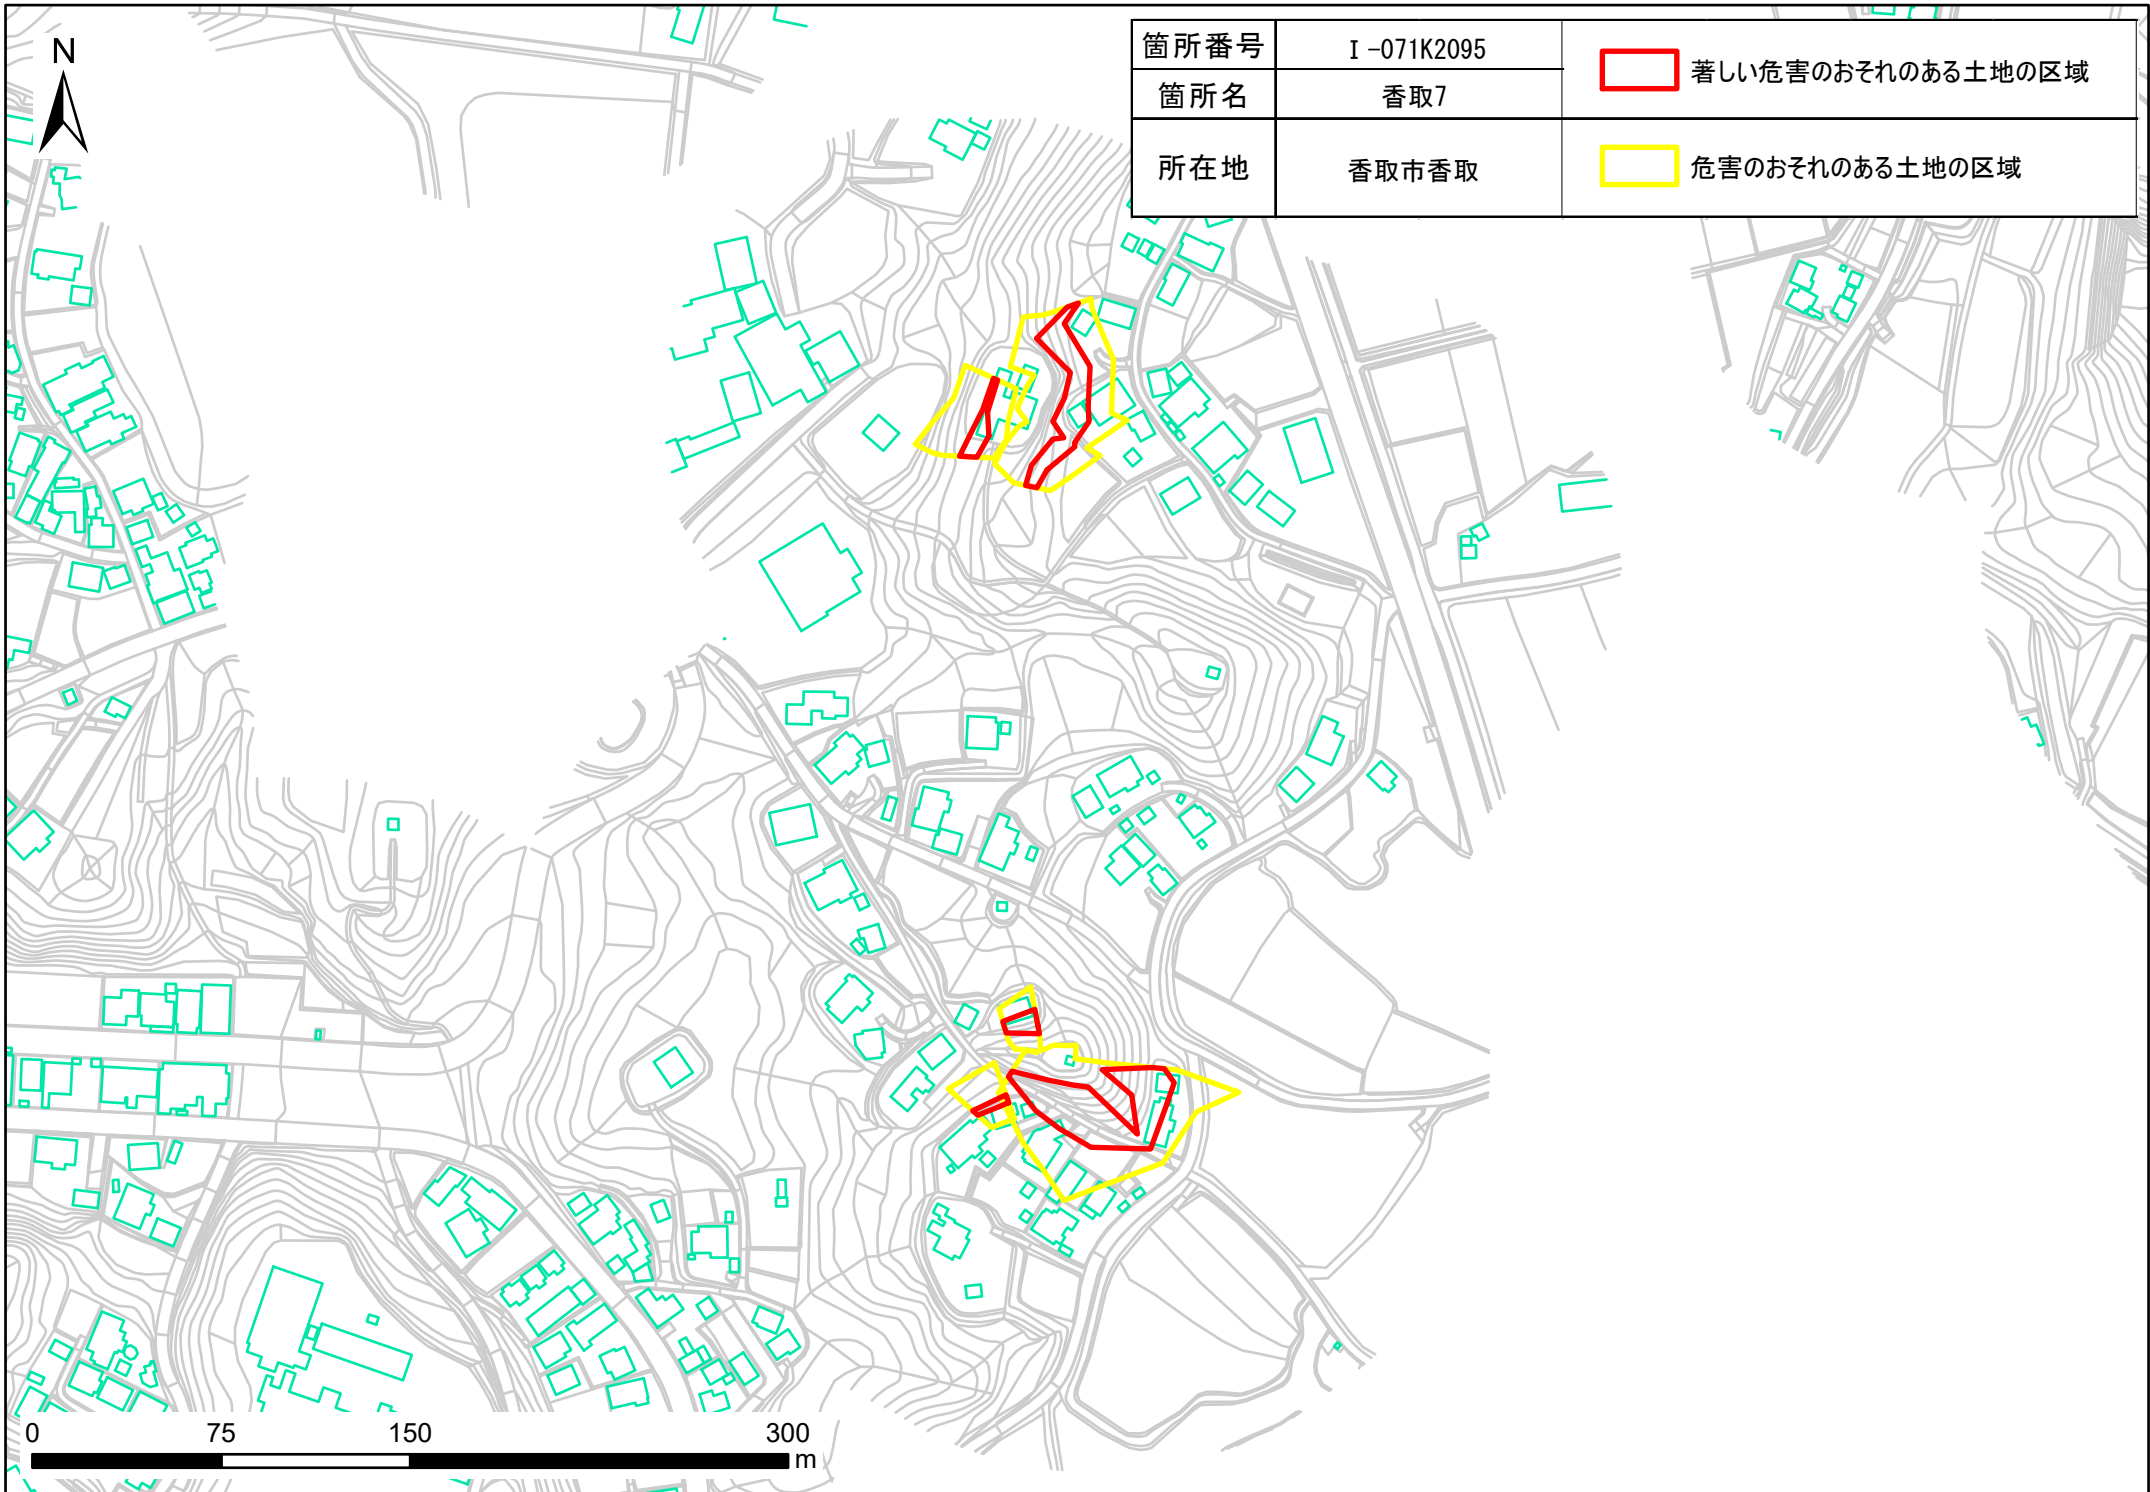 N
箇所番号 I-071K2095
著しい危害のおそれのある土地の区域
箇所名 香取7
所在地 香取市香取
危害のおそれのある土地の区域
0 75 150 300
m